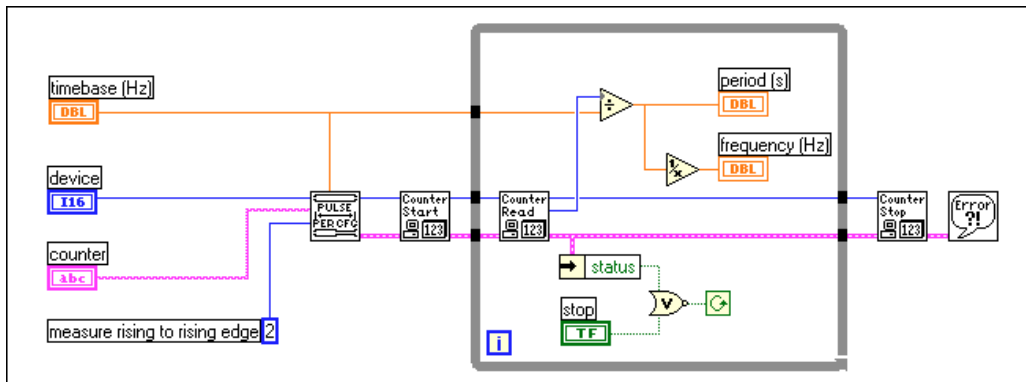 timebase (Hz)
DBL
device
I16
counter
abc
measure rising to rising edge 2
PULSE
PER CFG
Counter
Start
123
Counter
Read
123
÷
1/x
period (s)
DBL
frequency (Hz)
DBL
status
stop
TF
V
i
Counter
Stop
123
Error
?!